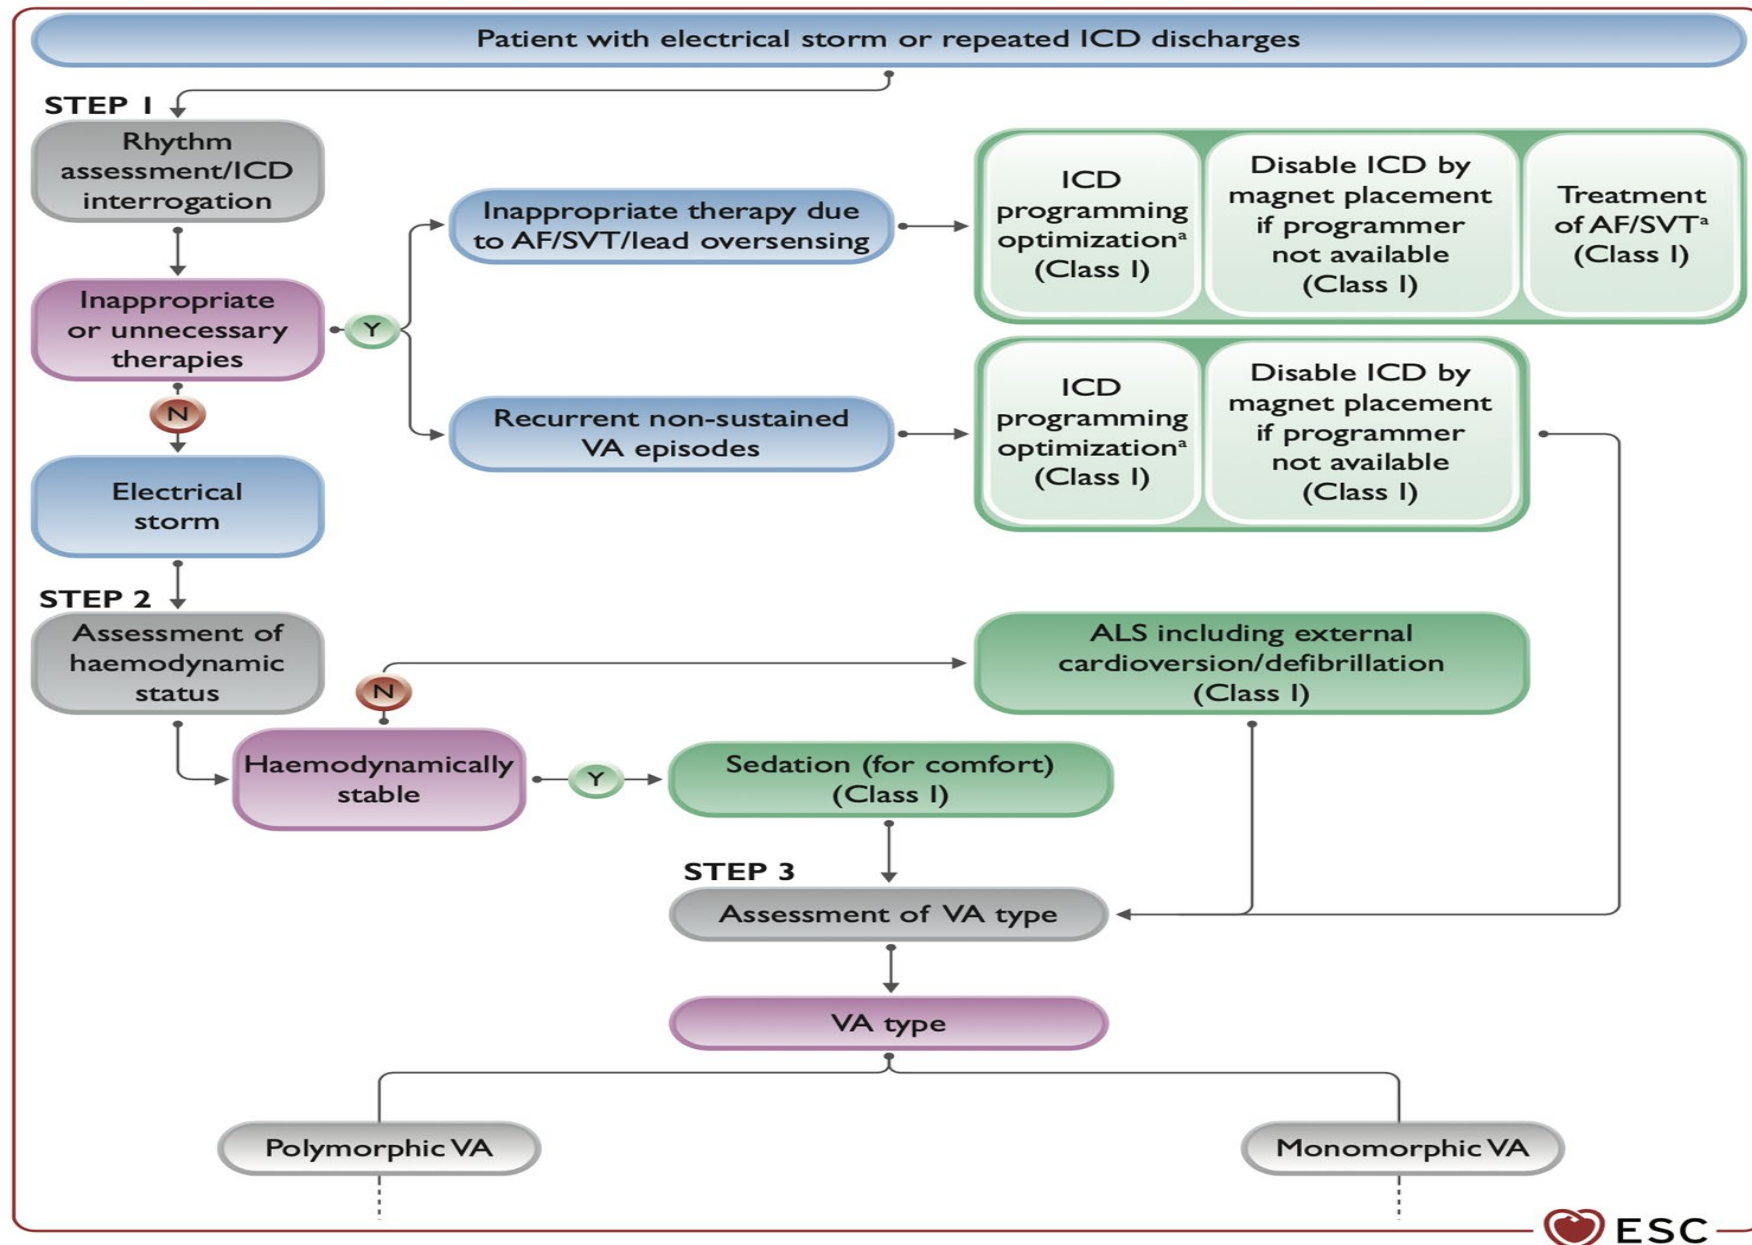 Patient with electrical storm or repeated ICD discharges
STEP 1
Rhythm
assessment/ICD
interrogation
Inappropriate
or unnecessary
therapies
Y
Inappropriate therapy due
to AF/SVT/lead oversensing
ICD
programming
optimizationᵃ
(Class I)
Disable ICD by
magnet placement
if programmer
not available
(Class I)
Treatment
of AF/SVTᵃ
(Class I)
Recurrent non-sustained
VA episodes
ICD
programming
optimizationᵃ
(Class I)
Disable ICD by
magnet placement
if programmer
not available
(Class I)
N
Electrical
storm
STEP 2
Assessment of
haemodynamic
status
Haemodynamically
stable
N
ALS including external
cardioversion/defibrillation
(Class I)
Y
Sedation (for comfort)
(Class I)
STEP 3
Assessment of VA type
VA type
Polymorphic VA
Monomorphic VA
ESC